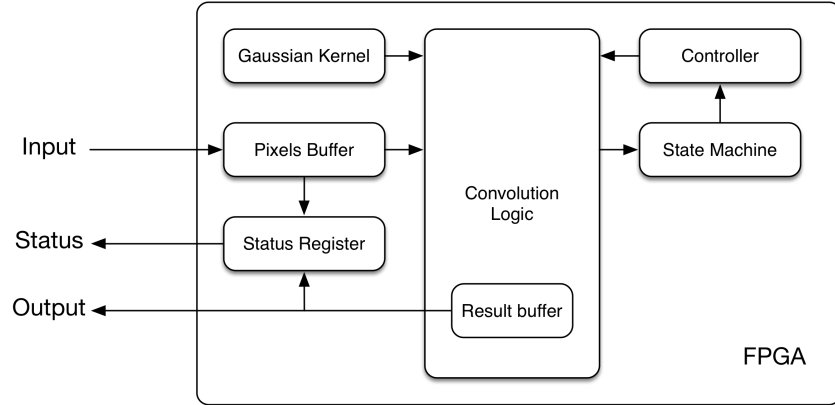 Gaussian Kernel
Controller
Input
Pixels Buffer
State Machine
Convolution
Logic
Status
Status Register
Output
Result buffer
FPGA